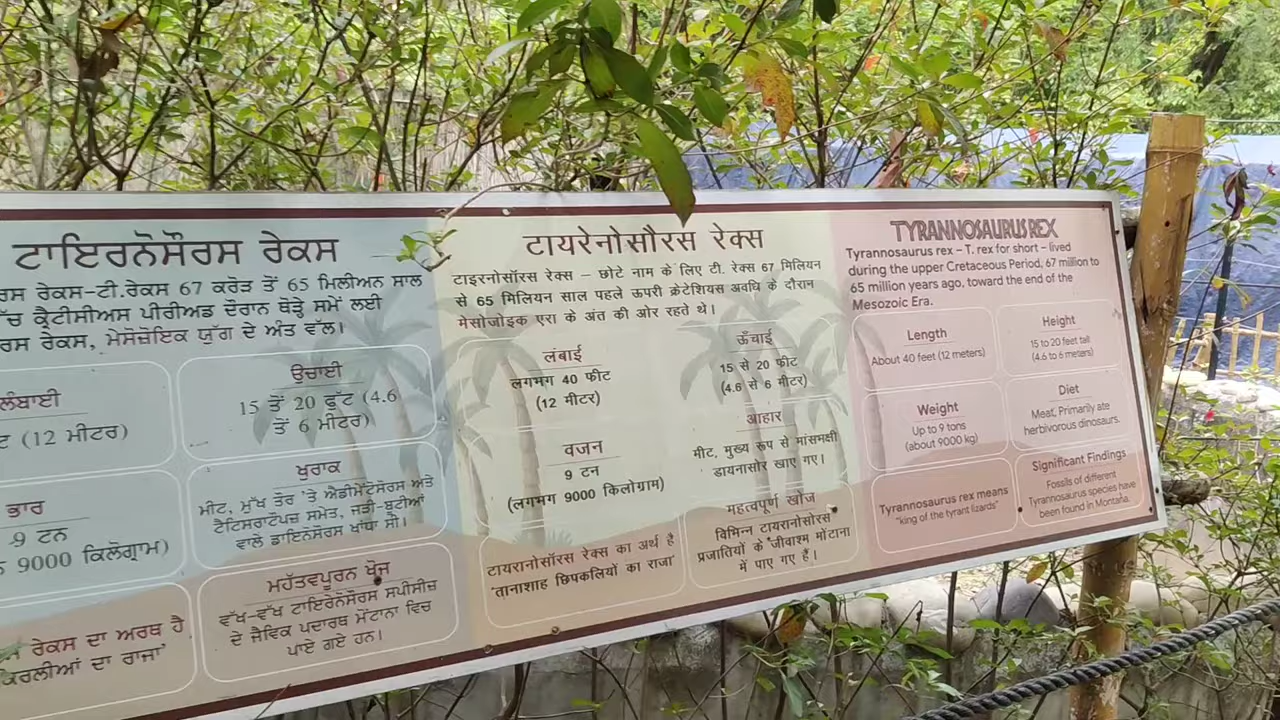 ਟਾਇਰਨੋਸੌਰਸ ਰੇਕਸ
ਰਸ ਰੇਕਸ-ਟੀ.ਰੇਕਸ 67 ਕਰੋੜ ਤੋਂ 65 ਮਿਲੀਅਨ ਸਾਲ
ਕ੍ਰੈਟੀਸੀਅਸ ਪੀਰੀਅਡ ਦੌਰਾਨ ਥੋੜ੍ਹੇ ਸਮੇਂ ਲਈ
ਰਸ ਰੇਕਸ, ਮੇਸੋਜ਼ੋਇਕ ਯੁੱਗ ਦੇ ਅੰਤ ਵੱਲ।
ਲੰਬਾਈ
(12 ਮੀਟਰ)
ਉਚਾਈ
15 ਤੋਂ 20 ਫੁੱਟ (4.6
ਤੋਂ 6 ਮੀਟਰ)
ਭਾਰ
9 ਟਨ
9000 ਕਿਲੋਗ੍ਰਾਮ)
ਖੁਰਾਕ
ਮੀਟ, ਮੁੱਖ ਤੌਰ 'ਤੇ ਐਡੀਮੈਂਟੋਸੋਰਸ ਅਤੇ
ਟੈਟਿਸਰਾਟੋਪਜ਼ ਸਮੇਤ, ਜੜੀ-ਬੂਟੀਆਂ
ਵਾਲੇ ਡਾਇਨਸੋਰਸ ਖਾਂਧਾ ਸੀ।
ਰੇਕਸ ਦਾ ਅਰਥ ਹੈ
ਕਿਰਲੀਆਂ ਦਾ ਰਾਜਾ'
ਮਹੱਤਵਪੂਰਨ ਖੋਜ
ਵੱਖ-ਵੱਖ ਟਾਇਰਨੋਸੋਰਸ ਸਪੀਸੀਜ਼
ਦੇ ਜੈਵਿਕ ਪਦਾਰਥ ਮੋਂਟਾਨਾ ਵਿਚ
ਪਾਏ ਗਏ ਹਨ।
टायरेनोसौरस रेक्स
टाइरनोसॉरस रेक्स – छोटे नाम के लिए टी. रेक्स 67 मिलियन
से 65 मिलियन साल पहले ऊपरी क्रेटेशियस अवधि के दौरान
मेसोजोइक एरा के अंत की ओर रहते थे।
लंबाई
लगभग 40 फीट
(12 मीटर)
ऊँचाई
15 से 20 फीट
(4.6 से 6 मीटर)
वजन
9 टन
(लगभग 9000 किलोग्राम)
आहार
मीट, मुख्य रूप से मांसमक्षी
डायनासोर खाए गए।
टायरानोसॉरस रेक्स का अर्थ है
'तानाशाह छिपकलियों का राजा'
महत्वपूर्ण खोज
विभिन्न टायरानोसोरस
प्रजातियों के जीवाश्म मोंटाना
में पाए गए हैं।
TYRANNOSAURUS REX
Tyrannosaurus rex – T. rex for short – lived
during the upper Cretaceous Period, 67 million to
65 million years ago, toward the end of the
Mesozoic Era.
Length
About 40 feet (12 meters)
Height
15 to 20 feet tall
(4.6 to 6 meters)
Weight
Up to 9 tons
(about 9000 kg)
Diet
Meat, Primarily ate
herbivorous dinosaurs.
Tyrannosaurus rex means
"king of the tyrant lizards"
Significant Findings
Fossils of different
Tyrannosaurus species have
been found in Montana.